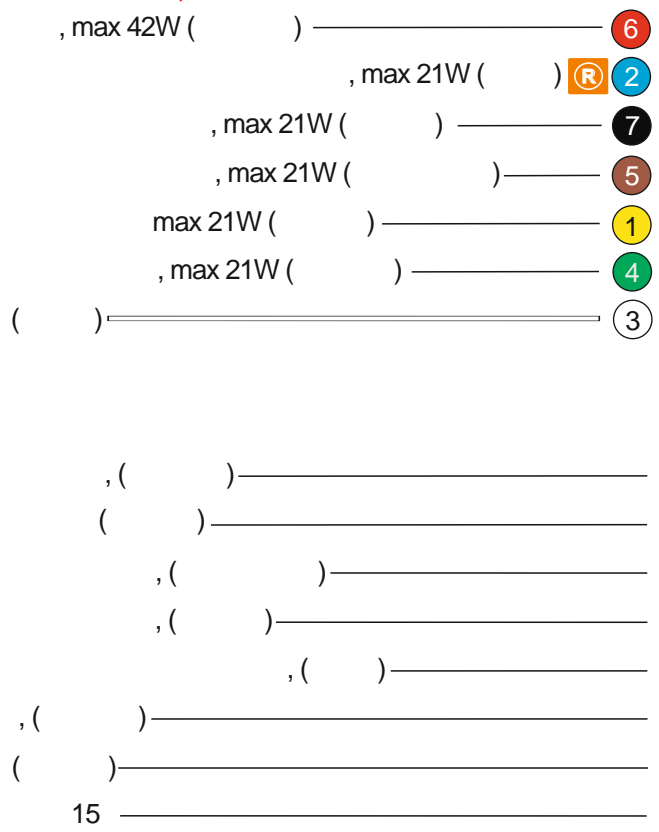 , max 42W ( ) 6
, max 21W ( ) R 2
, max 21W ( ) 7
, max 21W ( ) 5
max 21W ( ) 1
, max 21W ( ) 4
( ) 3
, ( )
( )
, ( )
, ( )
, ( )
, ( )
( )
15